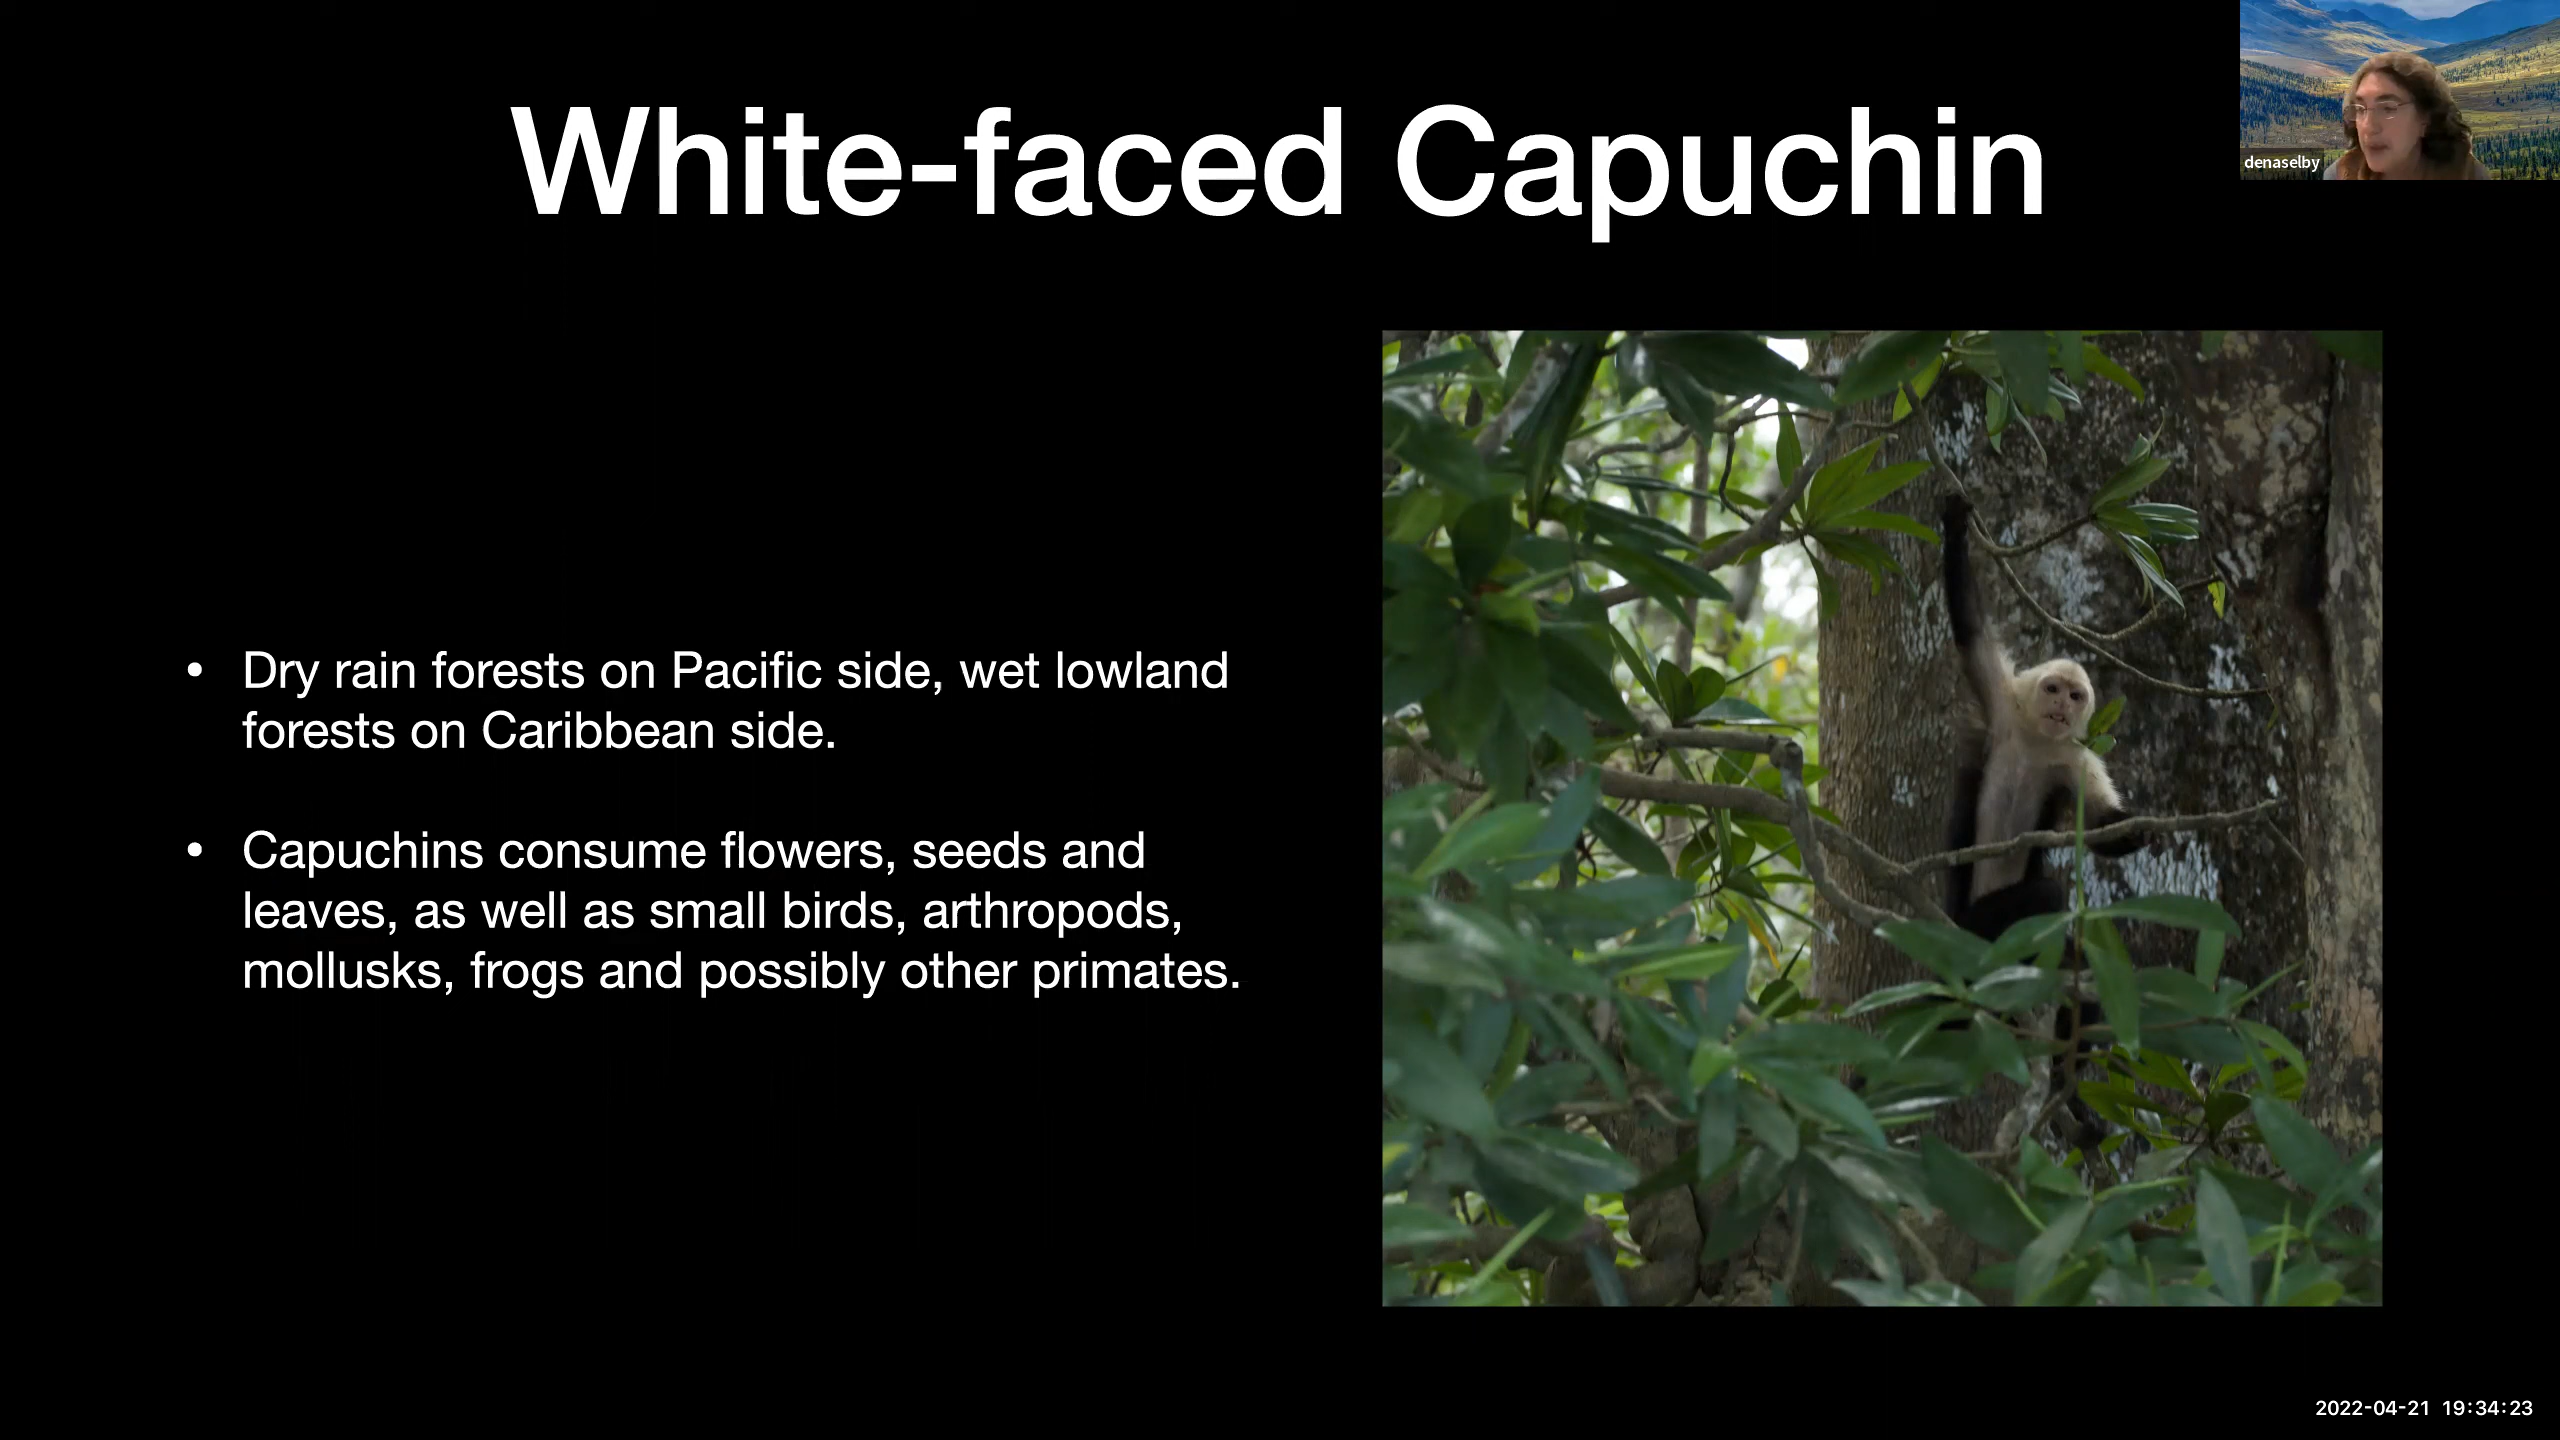 White-faced Capuchin
denaselby
• Dry rain forests on Pacific side, wet lowland
forests on Caribbean side.
• Capuchins consume flowers, seeds and
leaves, as well as small birds, arthropods,
mollusks, frogs and possibly other primates.
2022-04-21 19:34:23